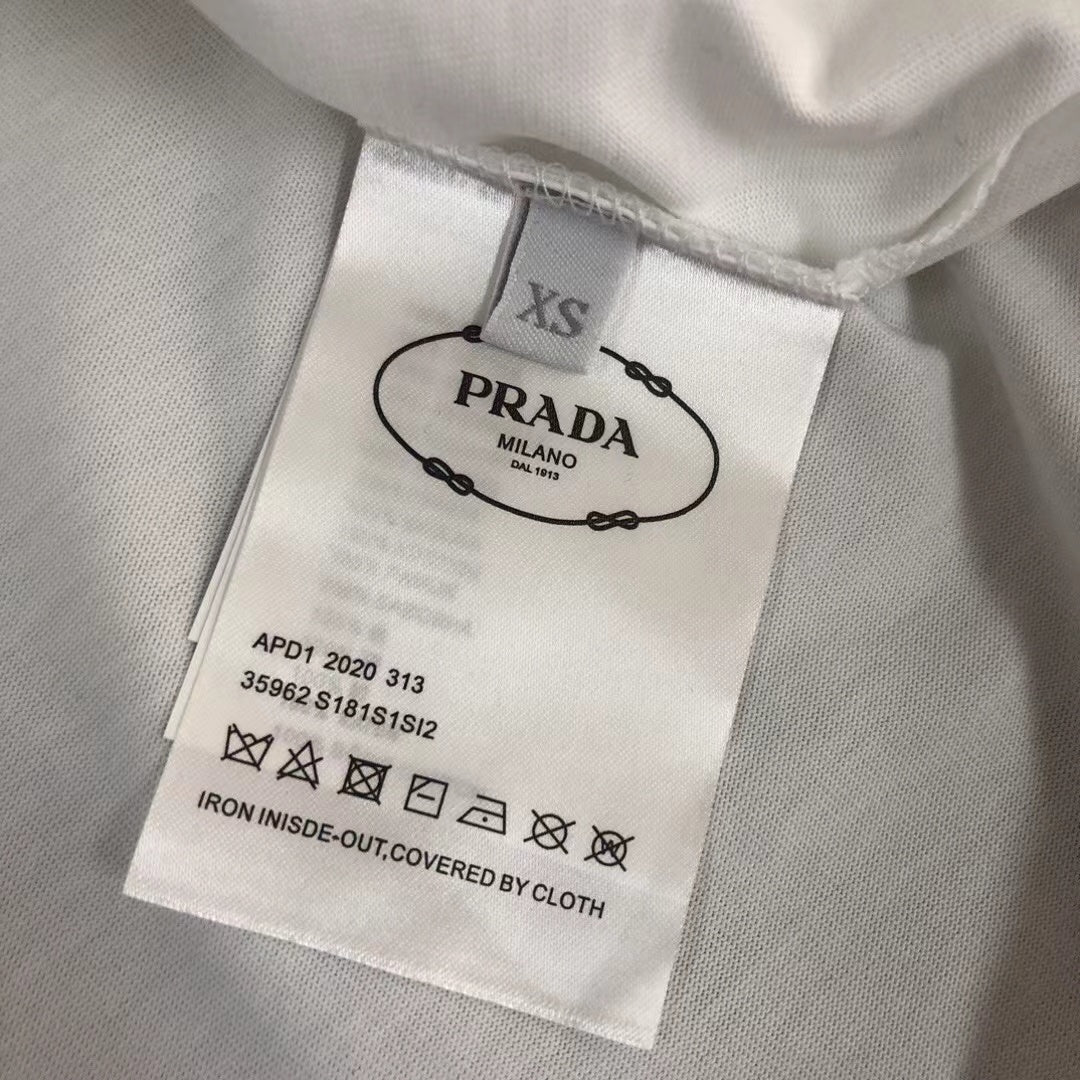 XS
PRADA
MILANO
DAL 1913
APD1 2020 313
35962 S181S1SI2
W
IRON INISDE-OUT,COVERED BY CLOTH